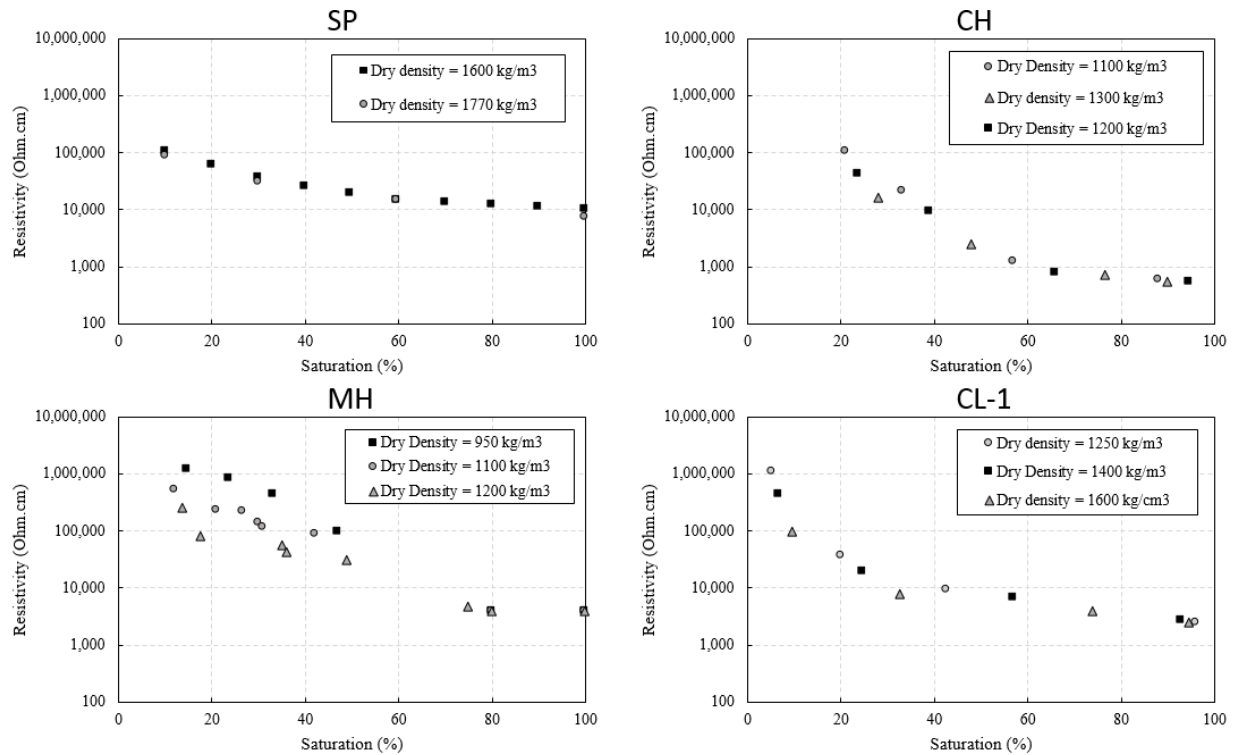 SP
10,000,000
1,000,000
100,000
10,000
1,000
100
Resistivity (Ohm.cm)
Dry density = 1600 kg/m3
Dry density = 1770 kg/m3
0 20 40 60 80 100
Saturation (%)
CH
10,000,000
1,000,000
100,000
10,000
1,000
100
Resistivity (Ohm.cm)
Dry Density = 1100 kg/m3
Dry density = 1300 kg/m3
Dry Density = 1200 kg/m3
0 20 40 60 80 100
Saturation (%)
MH
10,000,000
1,000,000
100,000
10,000
1,000
100
Resistivity (Ohm.cm)
Dry Density = 950 kg/m3
Dry Density = 1100 kg/m3
Dry Density = 1200 kg/m3
0 20 40 60 80 100
Saturation (%)
CL-1
10,000,000
1,000,000
100,000
10,000
1,000
100
Resistivity (Ohm.cm)
Dry density = 1250 kg/m3
Dry Density = 1400 kg/m3
Dry density = 1600 kg/cm3
0 20 40 60 80 100
Saturation (%)